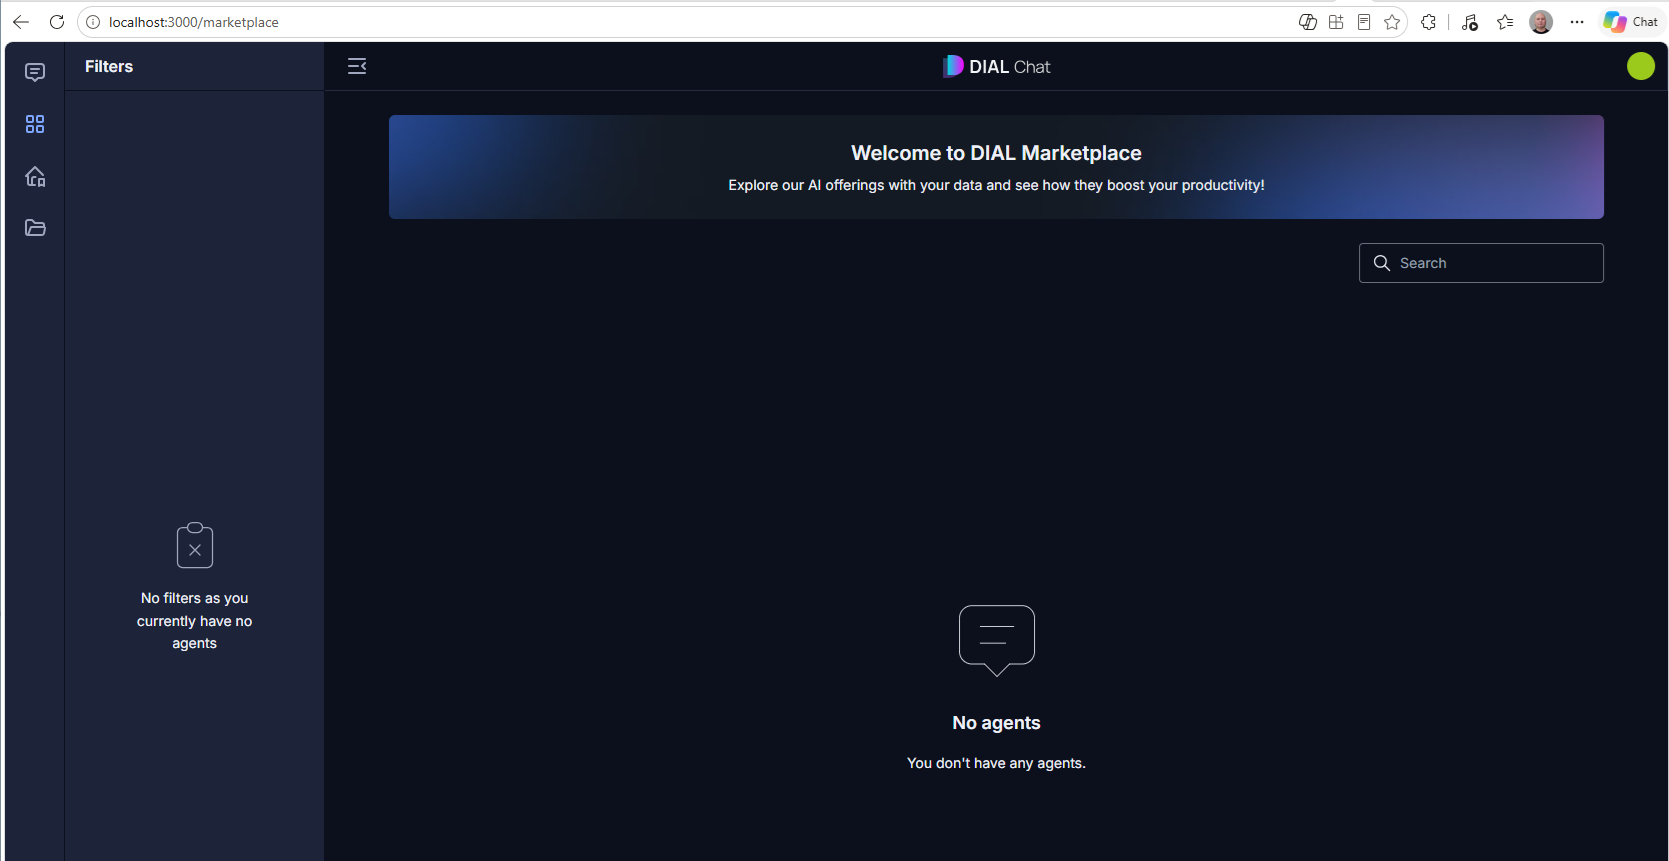 localhost:3000/marketplace
Chat
Filters
DIAL Chat
Welcome to DIAL Marketplace
Explore our AI offerings with your data and see how they boost your productivity!
Search
No filters as you
currently have no
agents
No agents
You don't have any agents.